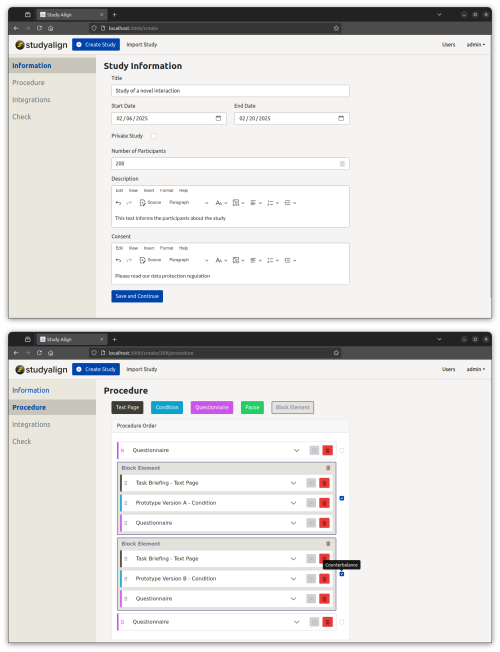 Study Align
localhost:3000/create
studyalign
Create Study
Import Study
Users
admin
Information
Procedure
Integrations
Check
Study Information
Title
Study of a novel interaction
Start Date
End Date
02/06/2025
02/20/2025
Private Study
Number of Participants
200
Description
Edit View Insert Format Help
Source Paragraph
This text informs the participants about the study
Consent
Edit View Insert Format Help
Source Paragraph
Please read our data protection regulation
Save and Continue
Study Align
studyalign
Create Study
Import Study
Users
admin
Information
Procedure
Integrations
Check
Procedure
Text Page
Condition
Questionnaire
Pause
Block Element
Procedure Order
Questionnaire
Block Element
Task Briefing - Text Page
Prototype Version A - Condition
Questionnaire
Block Element
Task Briefing - Text Page
Counterbalance
Prototype Version B - Condition
Questionnaire
Questionnaire